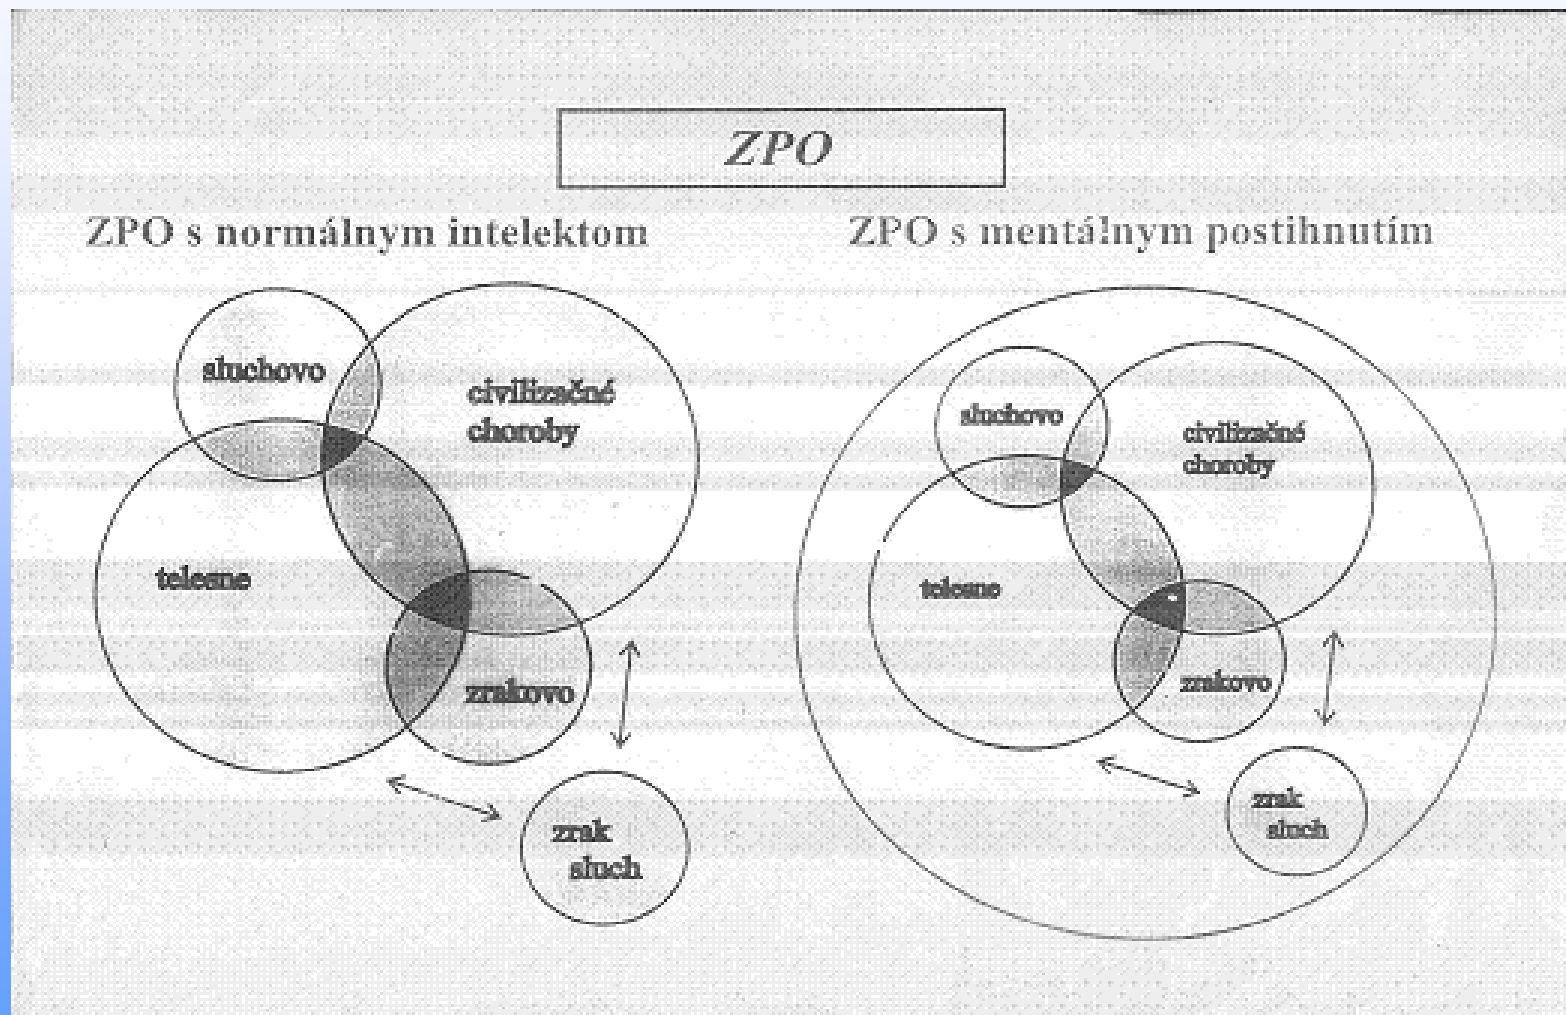 ZPO
ZPO s normálnym intelektom
sluchovo
civilizačné
choroby
telesne
zrakovo
zrak
sluch
ZPO s mentálnym postihnutím
sluchovo
civilizačné
choroby
telesne
zrakovo
zrak
sluch